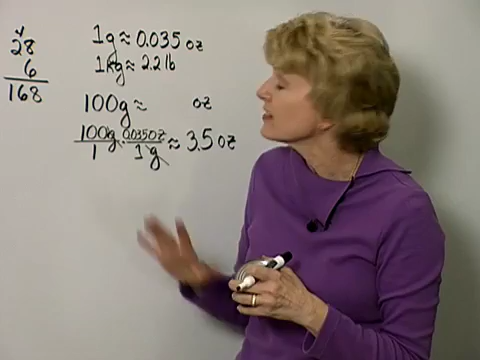 4
28
6
168
1g ≈ 0.035 oz
1kg ≈ 2.2 lb
100g ≈ oz
100g/1 · 0.035oz/1g ≈ 3.5 oz